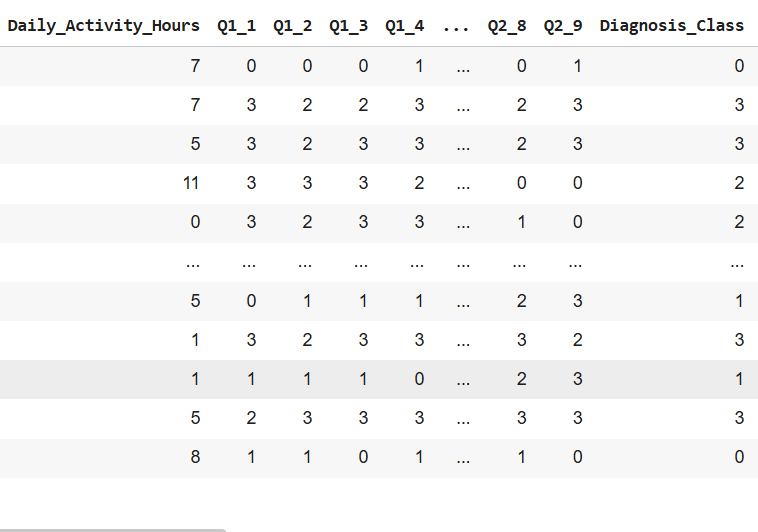 Daily_Activity_Hours Q1_1 Q1_2 Q1_3 Q1_4 ... Q2_8 Q2_9 Diagnosis_Class
7 0 0 0 1 ... 0 1 0
7 3 2 2 3 ... 2 3 3
5 3 2 3 3 ... 2 3 3
11 3 3 3 2 ... 0 0 2
0 3 2 3 3 ... 1 0 2
... ... ... ... ... ... ... ... ...
5 0 1 1 1 ... 2 3 1
1 3 2 3 3 ... 3 2 3
1 1 1 1 0 ... 2 3 1
5 2 3 3 3 ... 3 3 3
8 1 1 0 1 ... 1 0 0